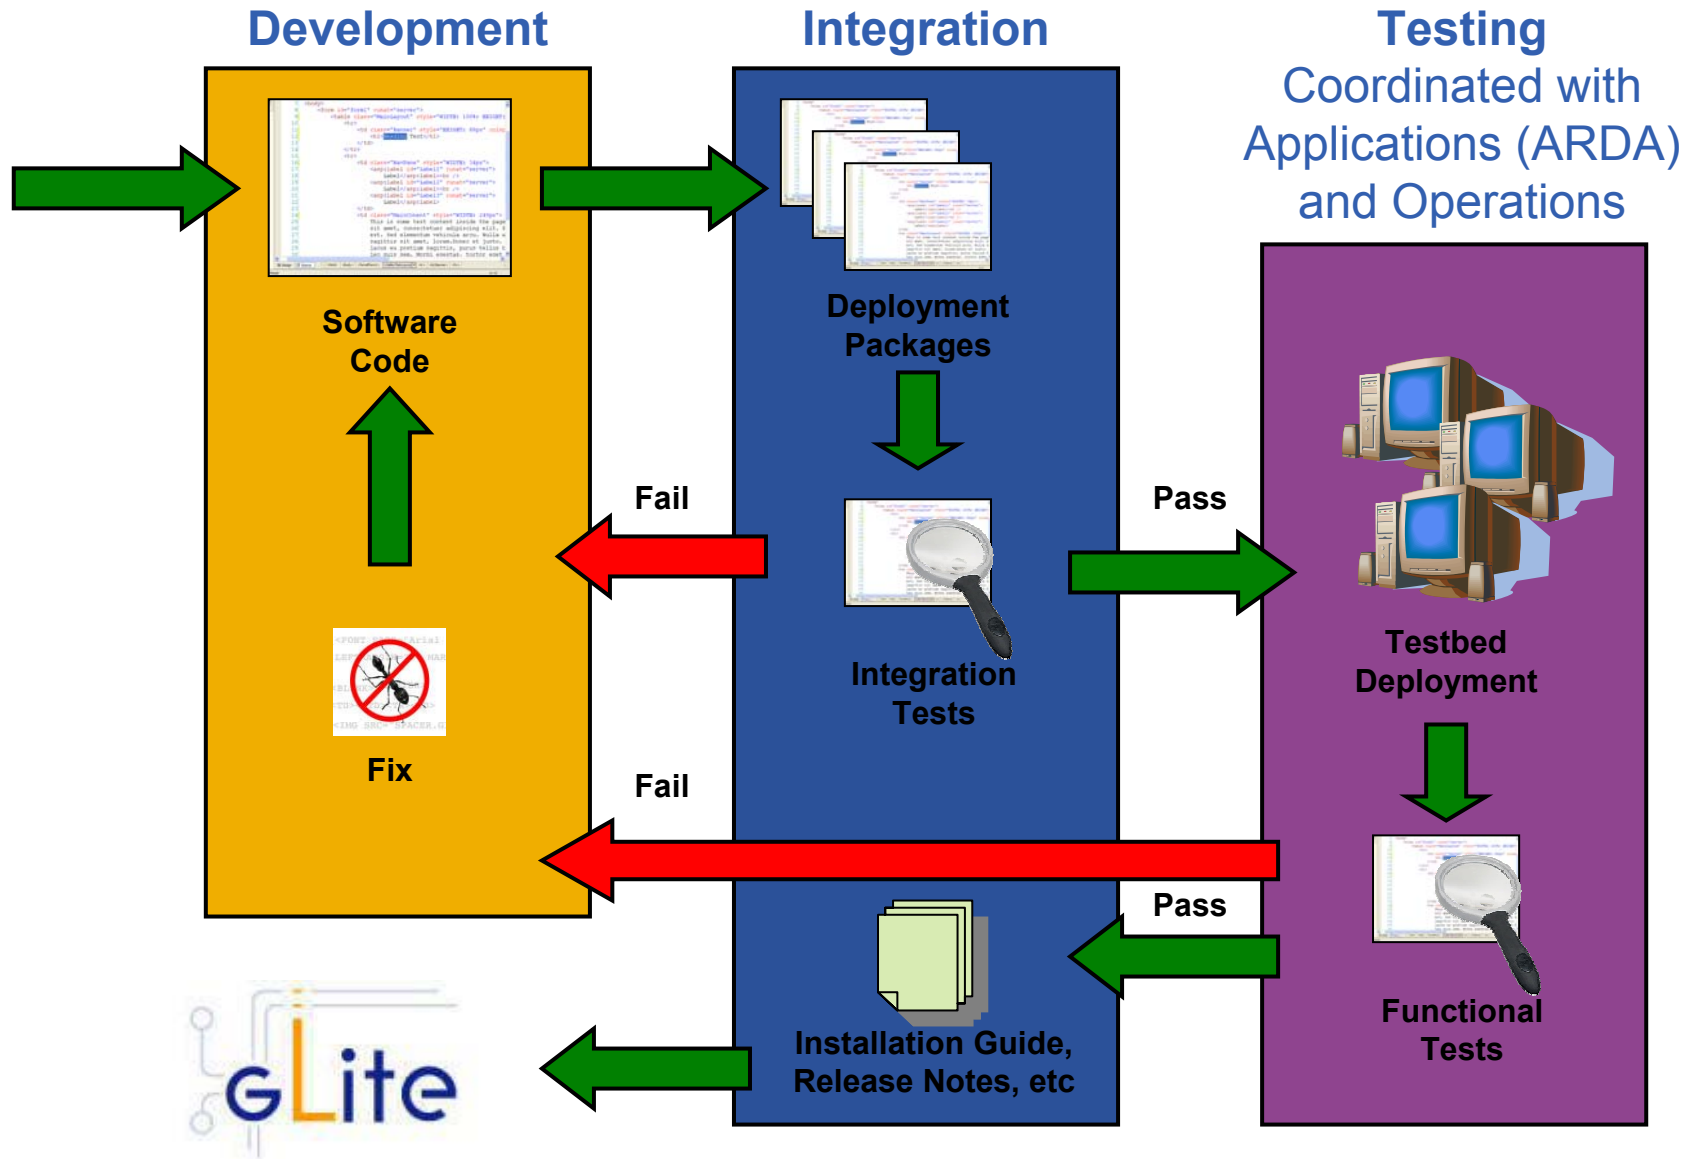 Development
Integration
Testing
Coordinated with
Applications (ARDA)
and Operations
Software
Code
Deployment
Packages
Fail
Pass
Integration
Tests
Testbed
Deployment
Fix
Fail
Pass
Functional
Tests
Installation Guide,
Release Notes, etc
gLite